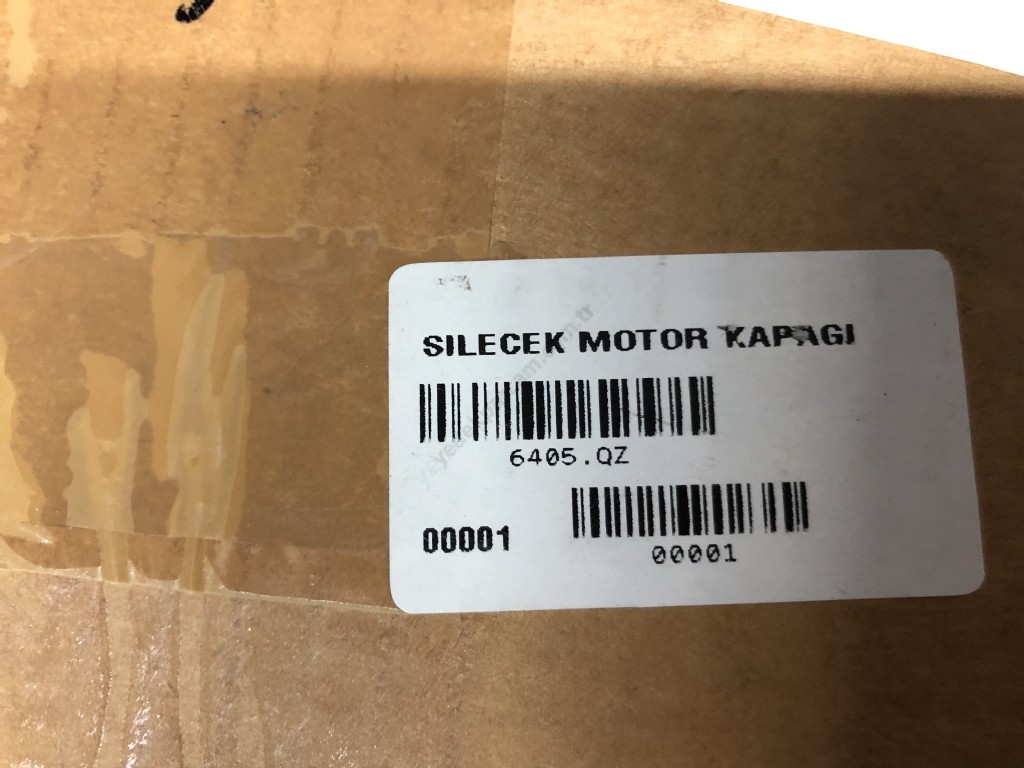 SILECEK MOTOR KAPAGI
6405.QZ
00001
00001